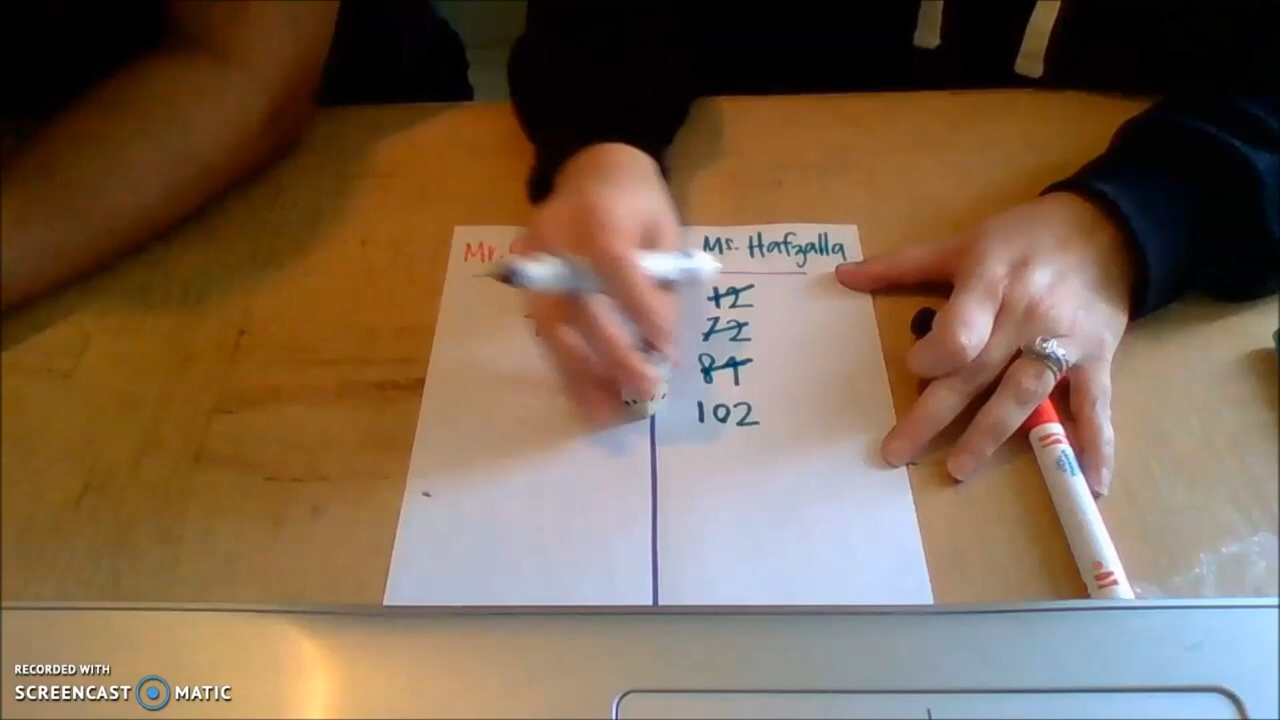 Mr.
Ms. Hafzalla
12
72
84
102
RECORDED WITH
SCREENCAST MATIC